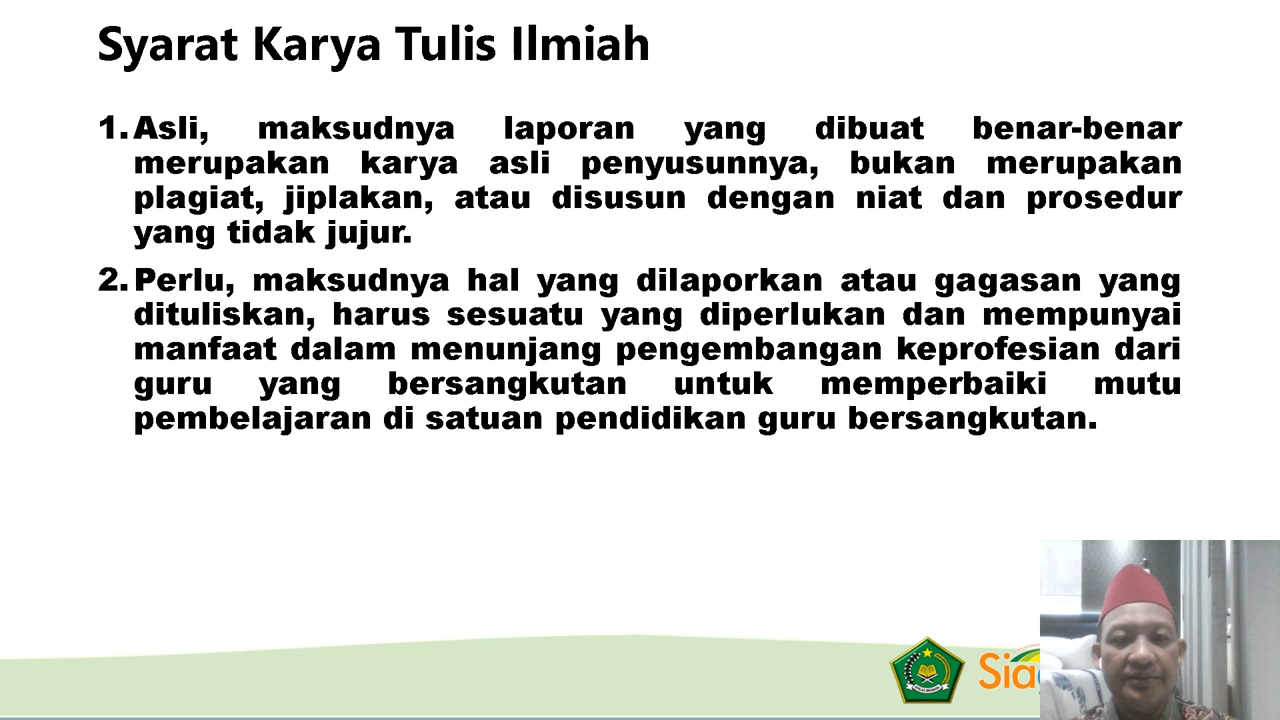 Syarat Karya Tulis Ilmiah
1. Asli, maksudnya laporan yang dibuat benar-benar
merupakan karya asli penyusunnya, bukan merupakan
plagiat, jiplakan, atau disusun dengan niat dan prosedur
yang tidak jujur.
2. Perlu, maksudnya hal yang dilaporkan atau gagasan yang
dituliskan, harus sesuatu yang diperlukan dan mempunyai
manfaat dalam menunjang pengembangan keprofesian dari
guru yang bersangkutan untuk memperbaiki mutu
pembelajaran di satuan pendidikan guru bersangkutan.